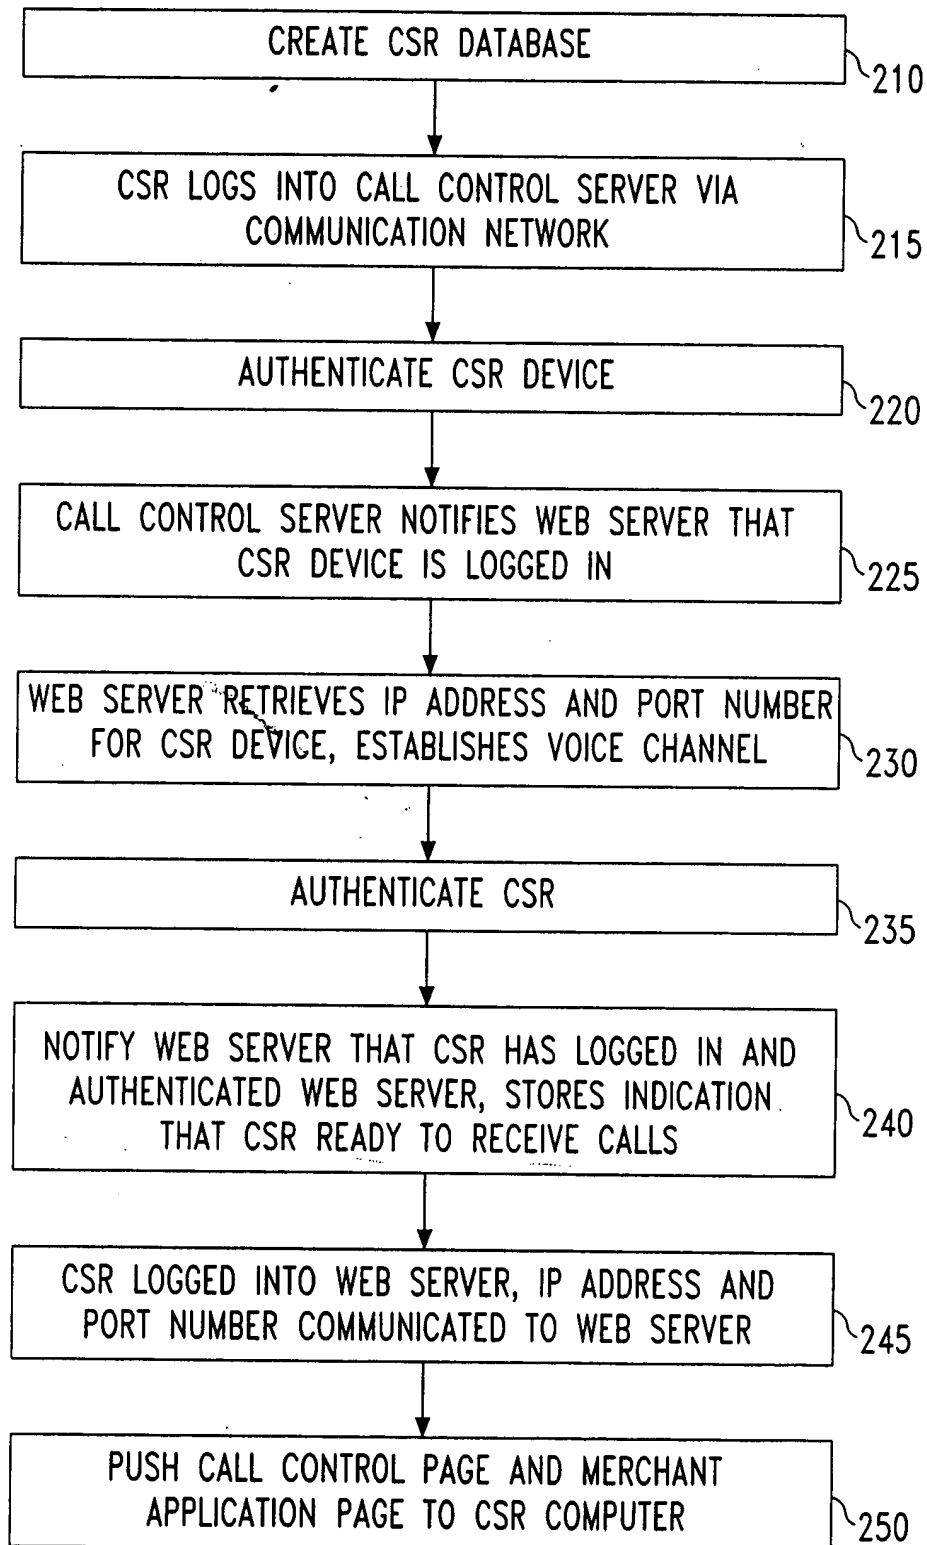 CREATE CSR DATABASE
210
CSR LOGS INTO CALL CONTROL SERVER VIA
COMMUNICATION NETWORK
215
AUTHENTICATE CSR DEVICE
220
CALL CONTROL SERVER NOTIFIES WEB SERVER THAT
CSR DEVICE IS LOGGED IN
225
WEB SERVER RETRIEVES IP ADDRESS AND PORT NUMBER
FOR CSR DEVICE, ESTABLISHES VOICE CHANNEL
230
AUTHENTICATE CSR
235
NOTIFY WEB SERVER THAT CSR HAS LOGGED IN AND
AUTHENTICATED WEB SERVER, STORES INDICATION
THAT CSR READY TO RECEIVE CALLS
240
CSR LOGGED INTO WEB SERVER, IP ADDRESS AND
PORT NUMBER COMMUNICATED TO WEB SERVER
245
PUSH CALL CONTROL PAGE AND MERCHANT
APPLICATION PAGE TO CSR COMPUTER
250